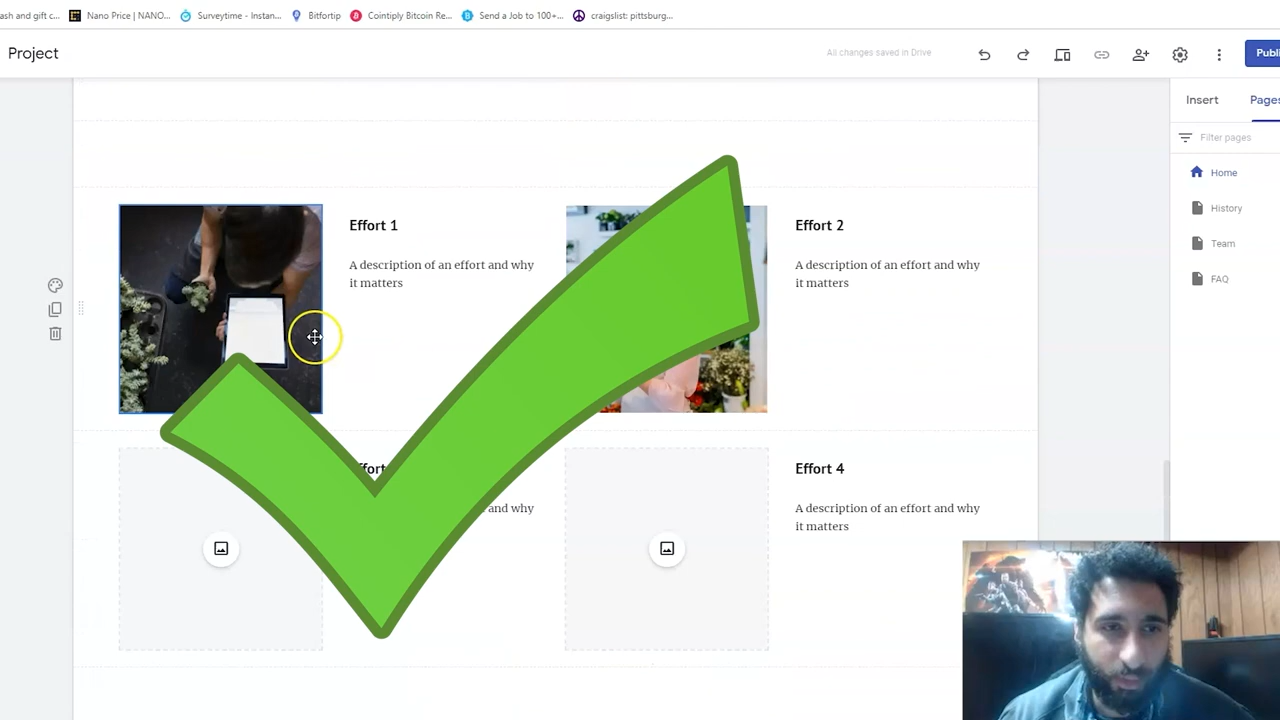 ash and gift c...
Nano Price | NANO...
Surveytime - Instan...
Bitfortip
Cointiply Bitcoin Re...
Send a Job to 100+...
craigslist: pittsburg...
Project
All changes saved in Drive
Publi
Insert
Pages
Filter pages
Home
History
Team
FAQ
Effort 1
A description of an effort and why
it matters
Effort 2
A description of an effort and why
it matters
and why
Effort 4
A description of an effort and why
it matters